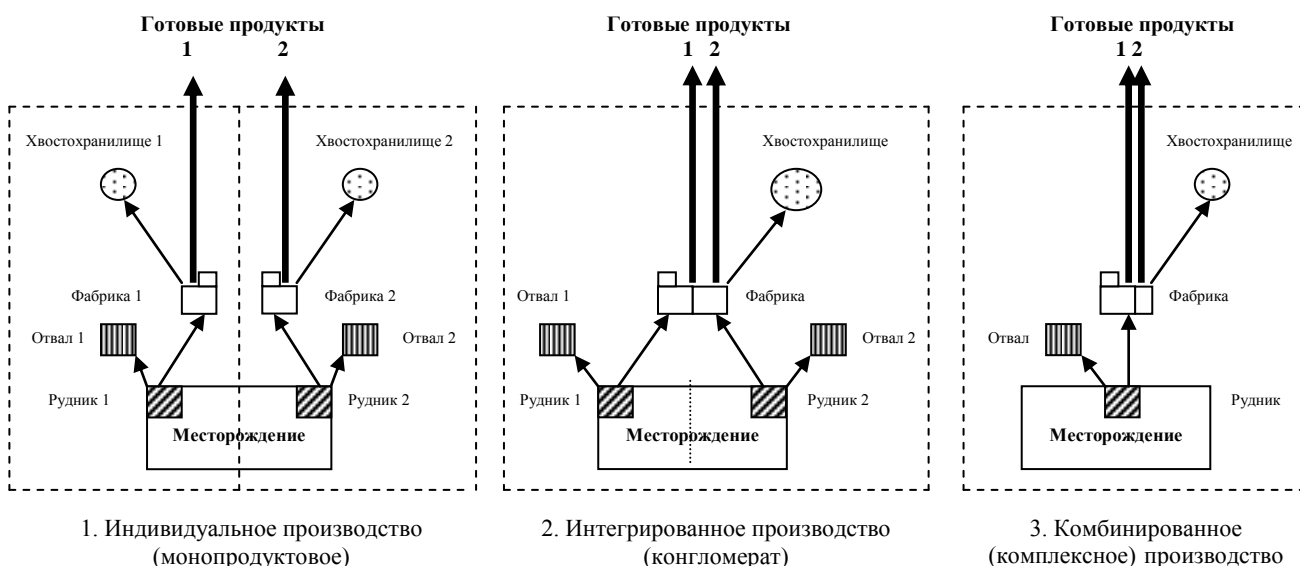 Готовые продукты
1 2
Хвостохранилище 1
Хвостохранилище 2
Фабрика 1
Фабрика 2
Отвал 1
Отвал 2
Рудник 1
Рудник 2
Месторождение
1. Индивидуальное производство
(монопродуктовое)
Готовые продукты
1 2
Хвостохранилище
Отвал 1
Фабрика
Отвал 2
Рудник 1
Рудник 2
Месторождение
2. Интегрированное производство
(конгломерат)
Готовые продукты
1 2
Хвостохранилище
Фабрика
Отвал
Рудник
Месторождение
3. Комбинированное
(комплексное) производство